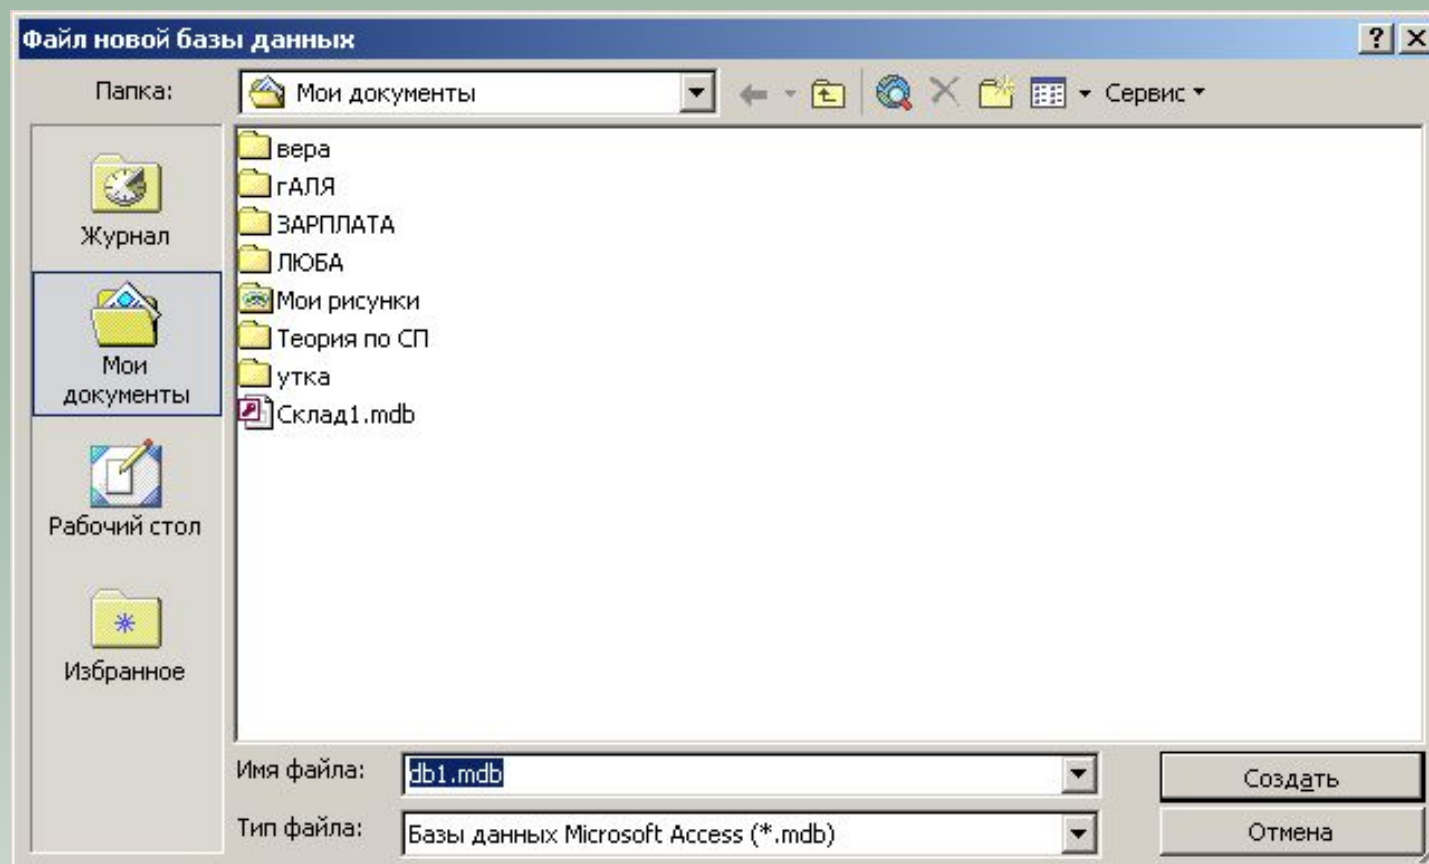 Файл новой базы данных
Папка:
Мои документы
Сервис
Журнал
Мои
документы
Рабочий стол
Избранное
вера
гАЛЯ
ЗАРПЛАТА
ЛЮБА
Мои рисунки
Теория по СП
утка
Склад1.mdb
Имя файла:
db1.mdb
Создать
Тип файла:
Базы данных Microsoft Access (*.mdb)
Отмена